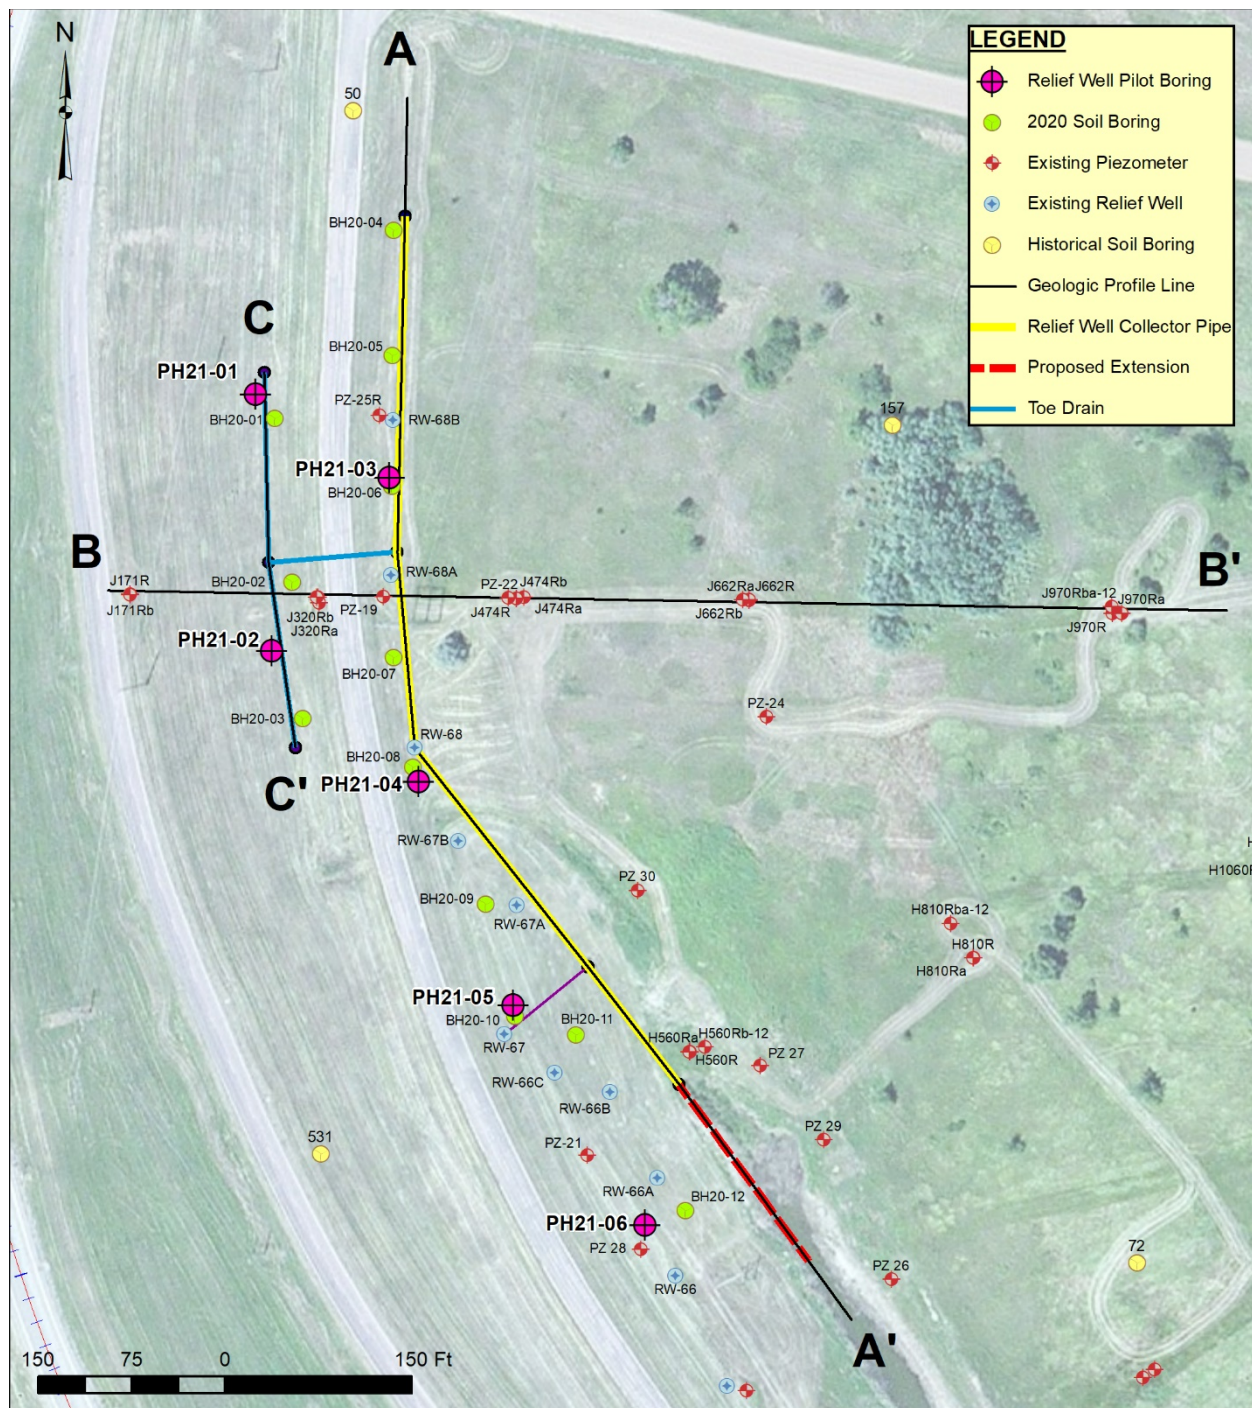 N
A
LEGEND
Relief Well Pilot Boring
2020 Soil Boring
Existing Piezometer
Existing Relief Well
Historical Soil Boring
Geologic Profile Line
Relief Well Collector Pipe
Proposed Extension
Toe Drain
50
BH20-04
C
BH20-05
PH21-01
PZ-25R
RW-68B
BH20-01
157
PH21-03
BH20-06
B
B'
J171R
J171Rb
BH20-02
RW-68A
J320Rb
J320Ra
PZ-19
PZ-22
J474Rb
J474R
J474Ra
J662Ra
J662R
J662Rb
J970Rba-12
J970Ra
J970R
PH21-02
BH20-07
BH20-03
PZ-24
RW-68
BH20-08
C'
PH21-04
RW-67B
PZ 30
H1060
BH20-09
RW-67A
H810Rba-12
H810R
H810Ra
PH21-05
BH20-10
BH20-11
RW-67
H560Ra
H560Rb-12
H560R
PZ 27
RW-66C
RW-66B
531
PZ-21
PZ 29
RW-66A
BH20-12
PH21-06
PZ 28
72
RW-66
PZ 26
A'
150
75
0
150 Ft